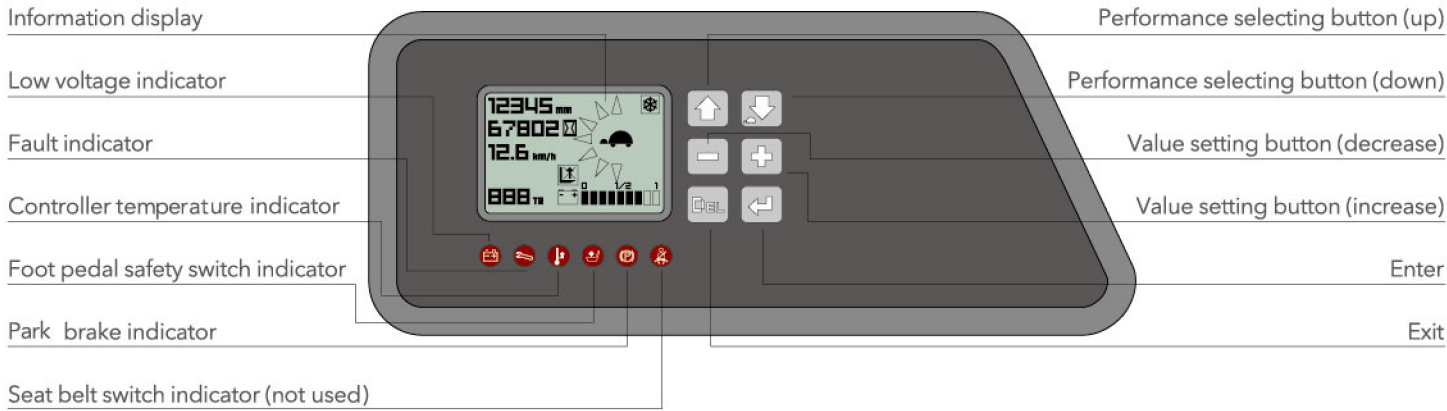 Information display
Low voltage indicator
Fault indicator
Controller temperature indicator
Foot pedal safety switch indicator
Park brake indicator
Seat belt switch indicator (not used)
12345 mm
67802
12.6 km/h
0 1/2 1
888 TQ
DEL
P
Performance selecting button (up)
Performance selecting button (down)
Value setting button (decrease)
Value setting button (increase)
Enter
Exit